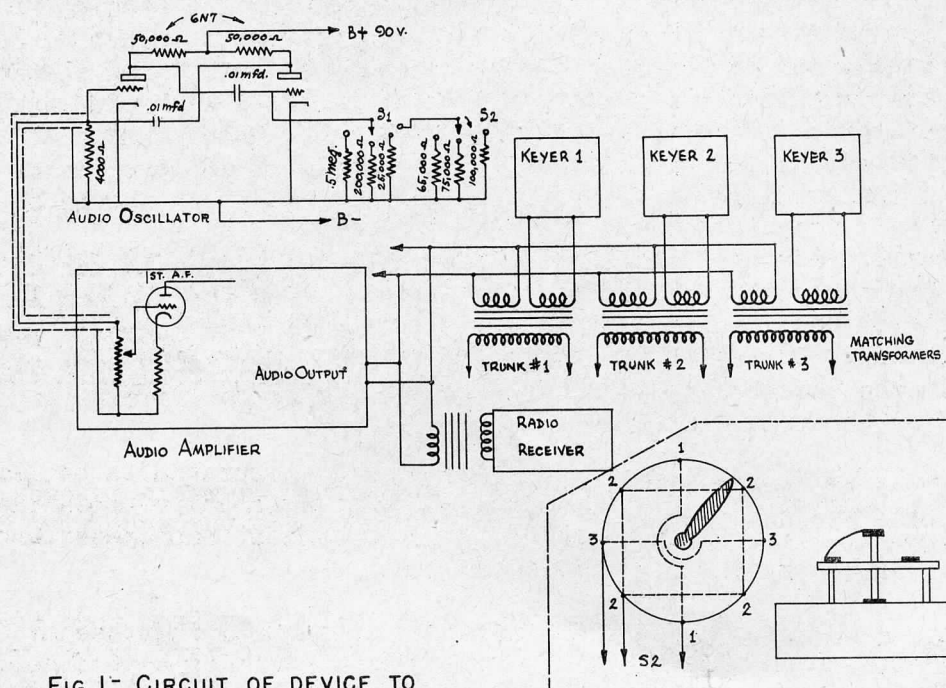 6N7
50,000Ω 50,000Ω
B+ 90V.
.01mfd.
.01mfd
S1
S2
4000Ω
.5meg.
200,000Ω
25,000Ω
65,000Ω
75,000Ω
100,000Ω
KEYER 1
KEYER 2
KEYER 3
AUDIO OSCILLATOR
B-
1ST. A.F.
AUDIO OUTPUT
TRUNK #1
TRUNK #2
TRUNK #3
MATCHING
TRANSFORMERS
AUDIO AMPLIFIER
RADIO
RECEIVER
1
2
2
3
3
2
2
1
S2
FIG. 1- CIRCUIT OF DEVICE TO